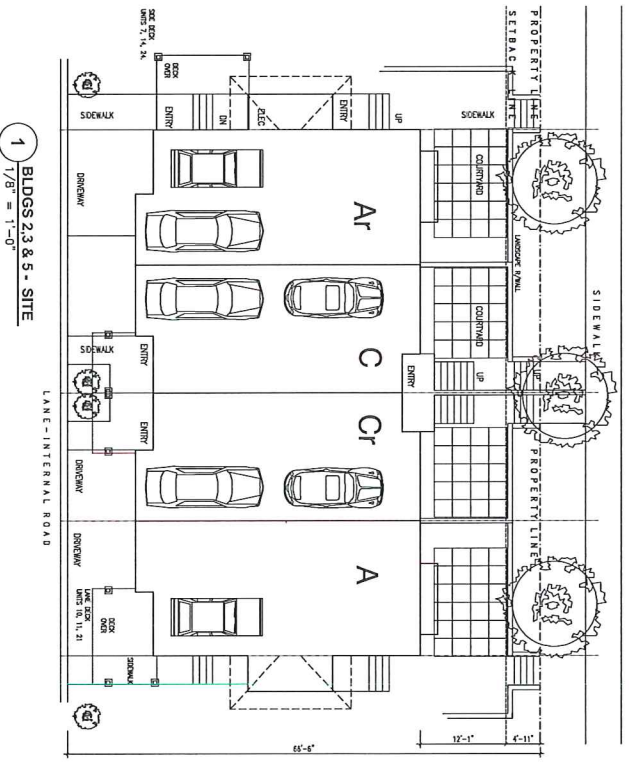 PROPERTY LINE
SETBACK LINE
SIDEWALK
LANDSCAPE R/WALL
UP
PROPERTY LINE
SIDEWALK
COURTYARD
COURTYARD
UP
UP
ENTRY
ENTRY
ELEC
DN
ENTRY
SIDEWALK
DECK
OVER
SIDE DECK
UNITS 7, 14, 24
Ar
C
Cr
A
DRIVEWAY
ENTRY
SIDEWALK
ENTRY
DRIVEWAY
DRIVEWAY
DECK
OVER
LANE DECK
UNITS 10, 11, 21
SIDEWALK
4'-11"
12'-1"
66'-6"
LANE-INTERNAL ROAD
1
BLDGS 2,3 & 5 - SITE
1/8" = 1'-0"